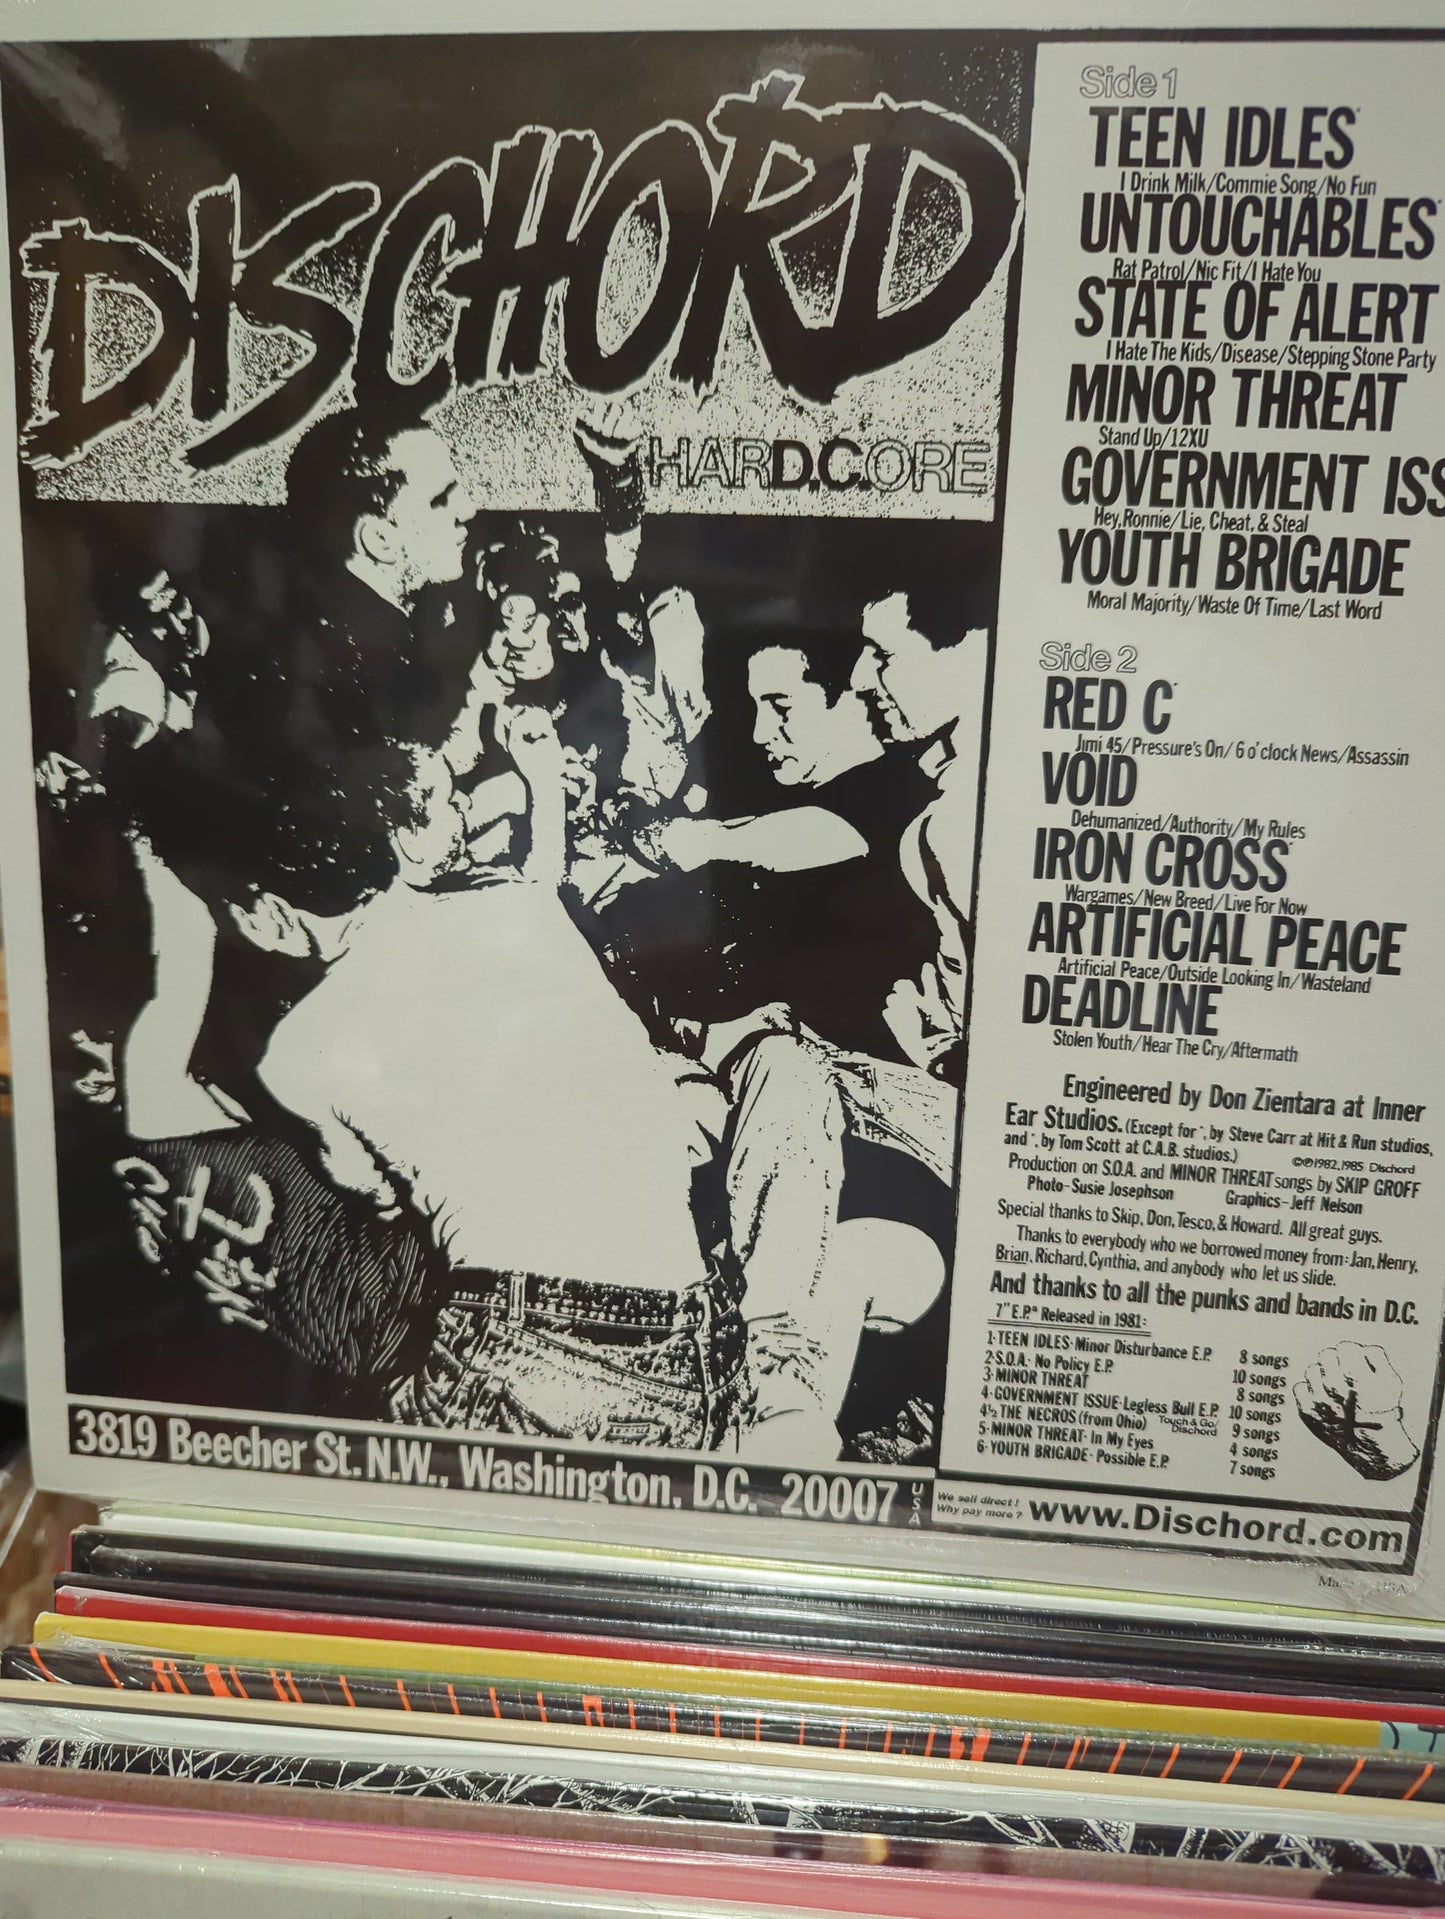 DISCHORD
HARD.C.ORE
Side 1
TEEN IDLES*
I Drink Milk/Commie Song/No Fun
UNTOUCHABLES*
Rat Patrol/Nic Fit/I Hate You
STATE OF ALERT
I Hate The Kids/Disease/Stepping Stone Party
MINOR THREAT
Stand Up/12XU
GOVERNMENT ISS
Hey, Ronnie/Lie, Cheat, & Steal
YOUTH BRIGADE
Moral Majority/Waste Of Time/Last Word
Side 2
RED C*
Jimi 45/Pressure's On/6 o'clock News/Assassin
VOID
Dehumanized/Authority/My Rules
IRON CROSS*
Wargames/New Breed/Live For Now
ARTIFICIAL PEACE
Artificial Peace/Outside Looking In/Wasteland
DEADLINE
Stolen Youth/Hear The Cry/Aftermath
Engineered by Don Zientara at Inner
Ear Studios. (Except for *, by Steve Carr at Hit & Run studios,
and *, by Tom Scott at C.A.B. studios.)
©℗1982,1985 Dischord
Production on S.O.A. and MINOR THREAT songs by SKIP GROFF
Photo-Susie Josephson Graphics-Jeff Nelson
Special thanks to Skip, Don, Tesco, & Howard. All great guys.
Thanks to everybody who we borrowed money from: Jan, Henry,
Brian, Richard, Cynthia, and anybody who let us slide.
And thanks to all the punks and bands in D.C.
7" E.P.s Released in 1981:
1·TEEN IDLES·Minor Disturbance E.P. 8 songs
2·S.O.A.· No Policy E.P. 10 songs
3·MINOR THREAT 8 songs
4·GOVERNMENT ISSUE·Legless Bull E.P. 10 songs
4½ THE NECROS (from Ohio) Touch & Go/Dischord 9 songs
5·MINOR THREAT·In My Eyes 4 songs
6·YOUTH BRIGADE·Possible E.P. 7 songs
3819 Beecher St. N.W., Washington, D.C. 20007 USA
We sell direct!
Why pay more?
www.Dischord.com